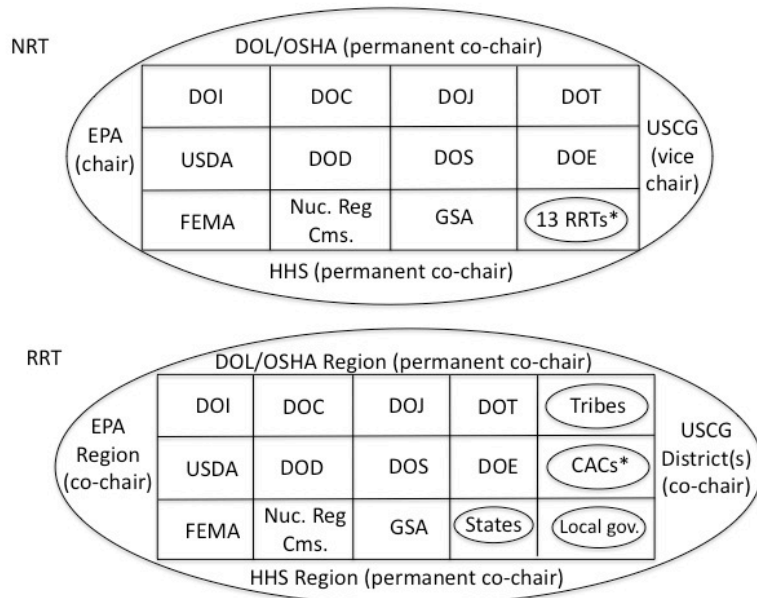 NRT
DOL/OSHA (permanent co-chair)
EPA
(chair)
DOI
DOC
DOJ
DOT
USDA
DOD
DOS
DOE
FEMA
Nuc. Reg
Cms.
GSA
13 RRTs*
USCG
(vice
chair)
HHS (permanent co-chair)
RRT
DOL/OSHA Region (permanent co-chair)
EPA
Region
(co-chair)
DOI
DOC
DOJ
DOT
Tribes
USDA
DOD
DOS
DOE
CACs*
FEMA
Nuc. Reg
Cms.
GSA
States
Local gov.
USCG
District(s)
(co-chair)
HHS Region (permanent co-chair)